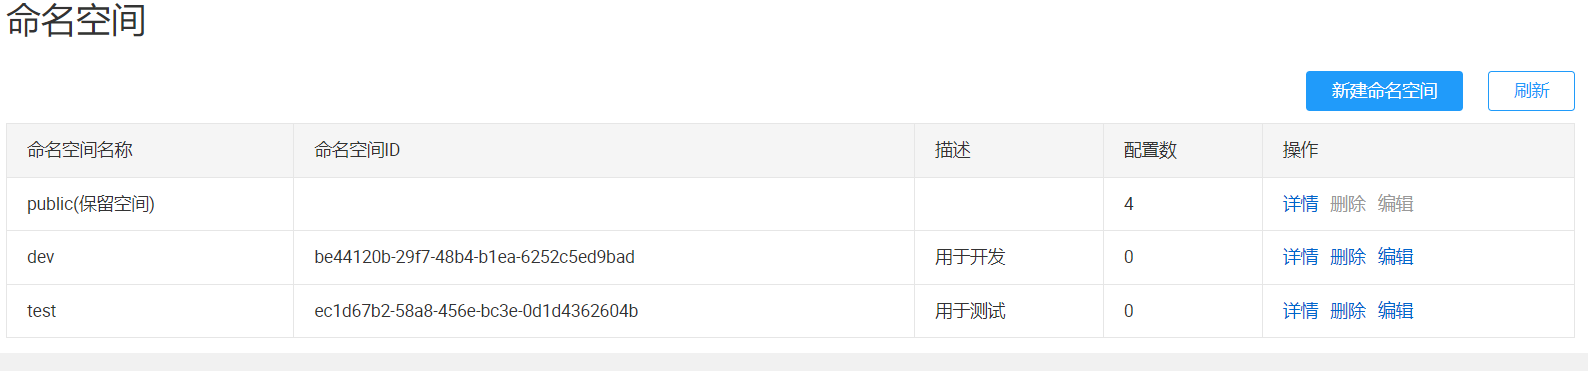 命名空间
新建命名空间 刷新
命名空间名称 命名空间ID 描述 配置数 操作
public(保留空间) 4 详情 删除 编辑
dev be44120b-29f7-48b4-b1ea-6252c5ed9bad 用于开发 0 详情 删除 编辑
test ec1d67b2-58a8-456e-bc3e-0d1d4362604b 用于测试 0 详情 删除 编辑